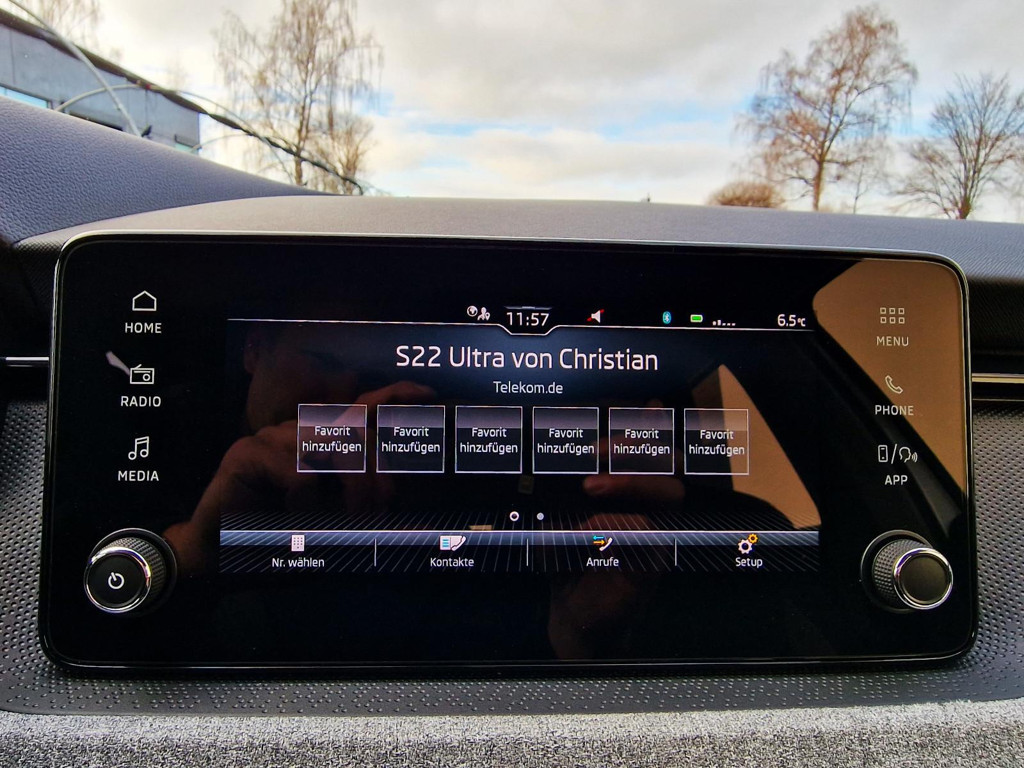 HOME
RADIO
MEDIA
11:57
6.5°C
S22 Ultra von Christian
Telekom.de
Favorit
hinzufügen
Favorit
hinzufügen
Favorit
hinzufügen
Favorit
hinzufügen
Favorit
hinzufügen
Favorit
hinzufügen
Nr. wählen
Kontakte
Anrufe
Setup
MENU
PHONE
APP